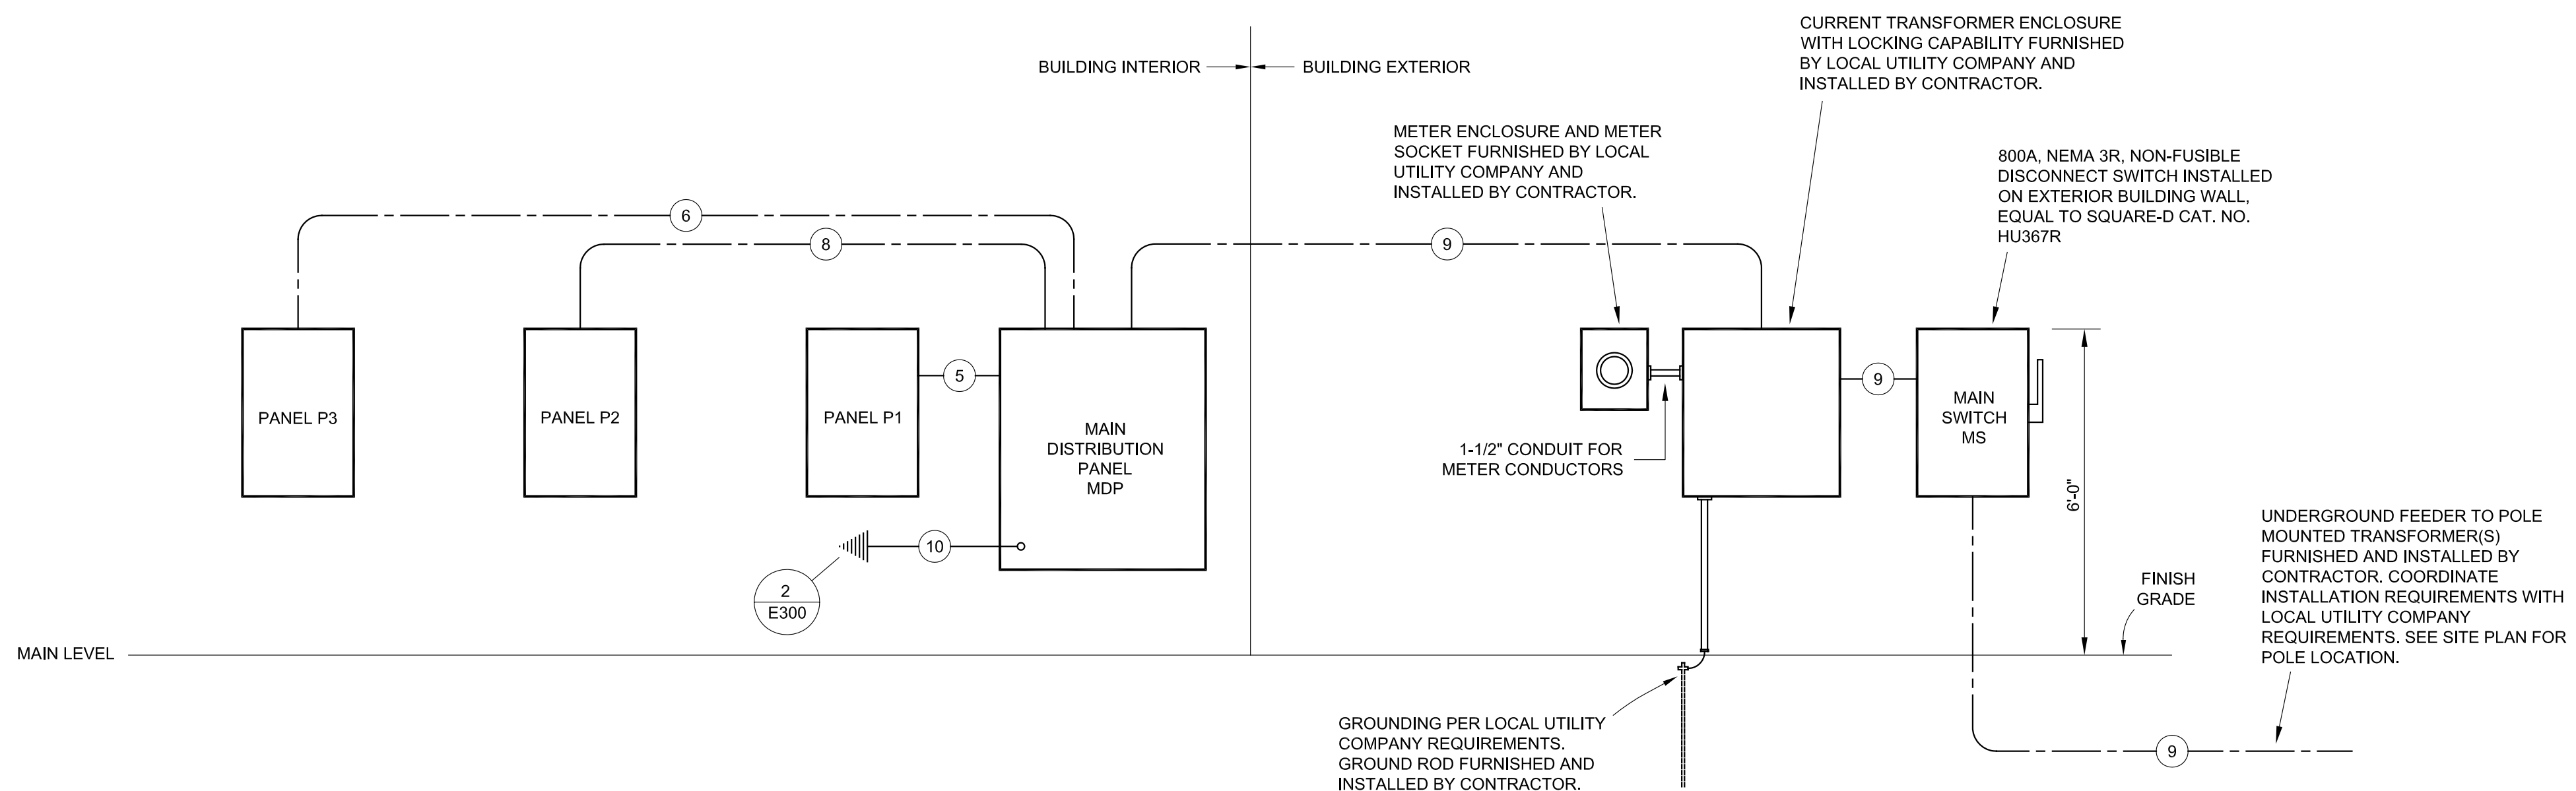 BUILDING INTERIOR
BUILDING EXTERIOR
CURRENT TRANSFORMER ENCLOSURE
WITH LOCKING CAPABILITY FURNISHED
BY LOCAL UTILITY COMPANY AND
INSTALLED BY CONTRACTOR.
METER ENCLOSURE AND METER
SOCKET FURNISHED BY LOCAL
UTILITY COMPANY AND
INSTALLED BY CONTRACTOR.
800A, NEMA 3R, NON-FUSIBLE
DISCONNECT SWITCH INSTALLED
ON EXTERIOR BUILDING WALL,
EQUAL TO SQUARE-D CAT. NO.
HU367R
6
8
9
5
9
PANEL P3
PANEL P2
PANEL P1
MAIN
DISTRIBUTION
PANEL
MDP
MAIN
SWITCH
MS
1-1/2" CONDUIT FOR
METER CONDUCTORS
6'-0"
10
2
E300
FINISH
GRADE
UNDERGROUND FEEDER TO POLE
MOUNTED TRANSFORMER(S)
FURNISHED AND INSTALLED BY
CONTRACTOR. COORDINATE
INSTALLATION REQUIREMENTS WITH
LOCAL UTILITY COMPANY
REQUIREMENTS. SEE SITE PLAN FOR
POLE LOCATION.
MAIN LEVEL
GROUNDING PER LOCAL UTILITY
COMPANY REQUIREMENTS.
GROUND ROD FURNISHED AND
INSTALLED BY CONTRACTOR.
9